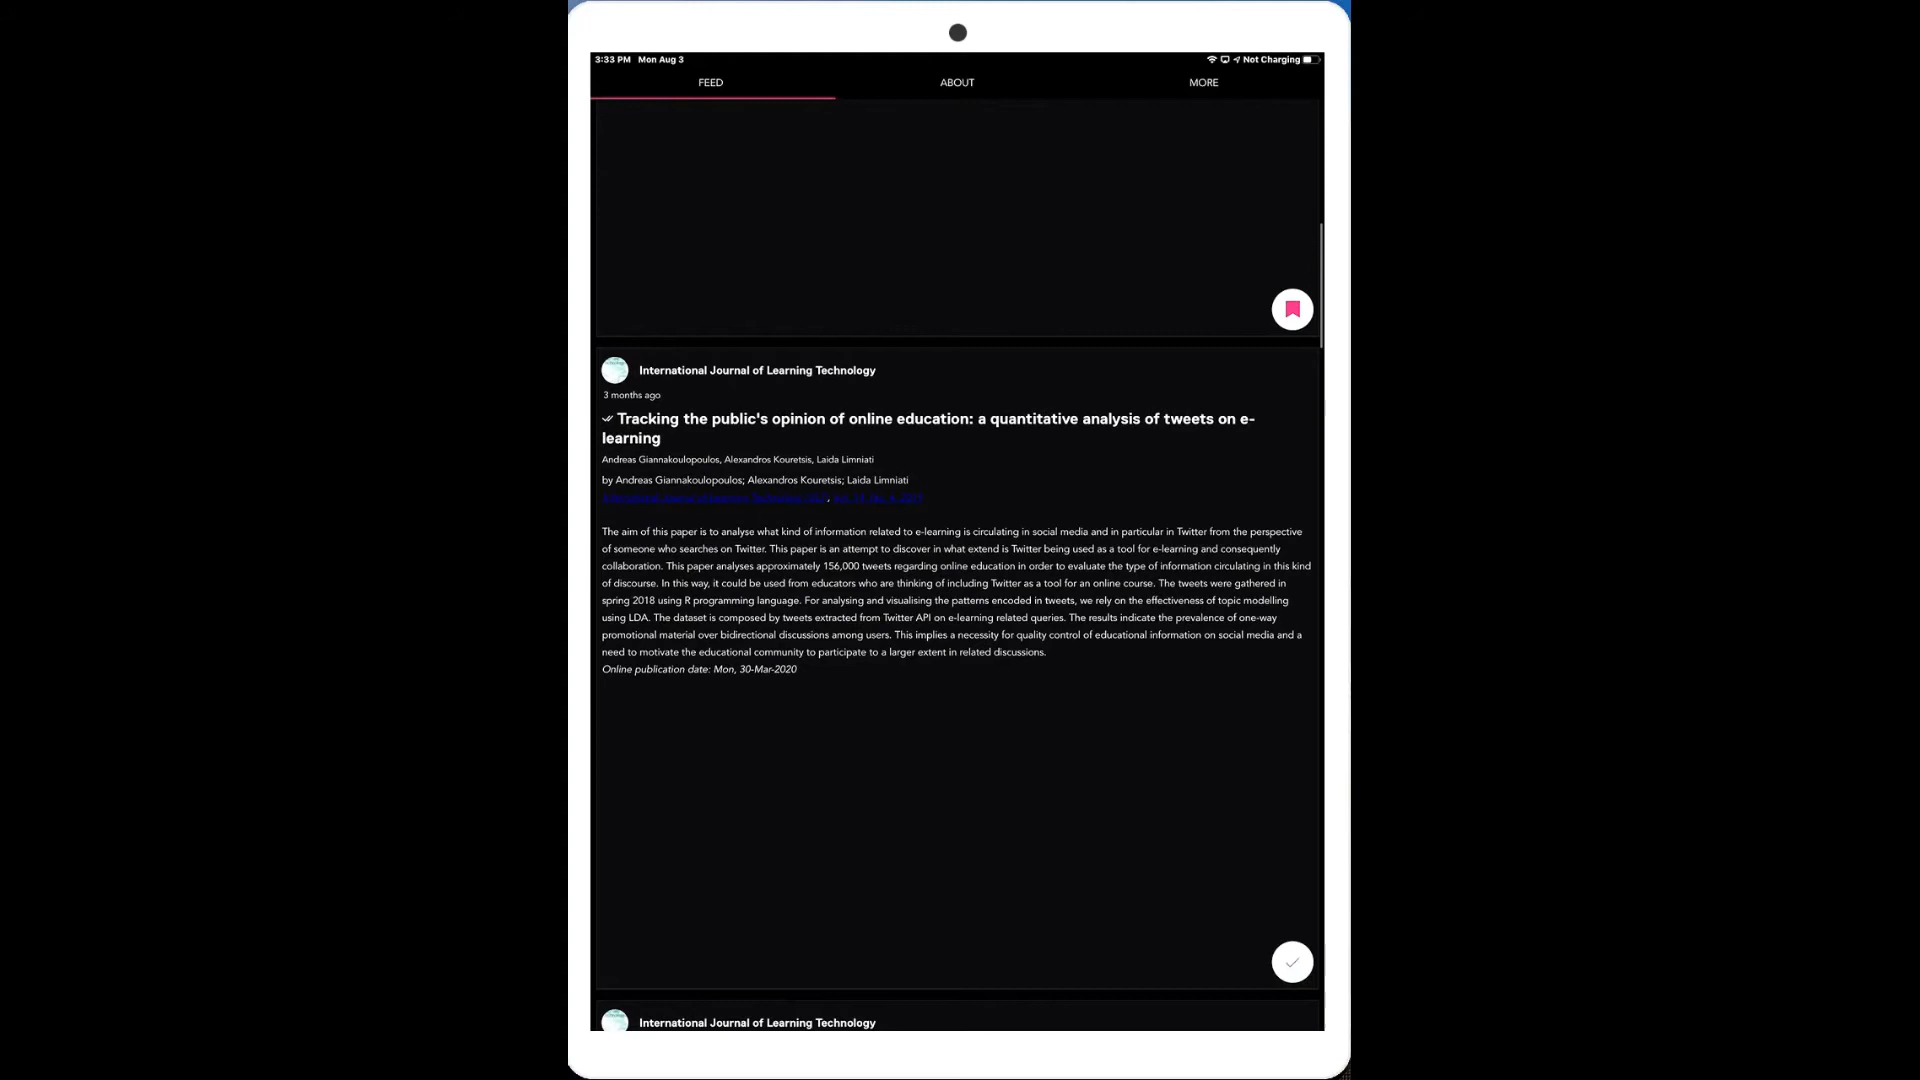 3:33 PM Mon Aug 3
Not Charging
FEED
ABOUT
MORE
International Journal of Learning Technology
3 months ago
Tracking the public's opinion of online education: a quantitative analysis of tweets on e-
learning
Andreas Giannakoulopoulos, Alexandros Kouretsis, Laida Limniati
by Andreas Giannakoulopoulos; Alexandros Kouretsis; Laida Limniati
The aim of this paper is to analyse what kind of information related to e-learning is circulating in social media and in particular in Twitter from the perspective
of someone who searches on Twitter. This paper is an attempt to discover in what extend is Twitter being used as a tool for e-learning and consequently
collaboration. This paper analyses approximately 156,000 tweets regarding online education in order to evaluate the type of information circulating in this kind
of discourse. In this way, it could be used from educators who are thinking of including Twitter as a tool for an online course. The tweets were gathered in
spring 2018 using R programming language. For analysing and visualising the patterns encoded in tweets, we rely on the effectiveness of topic modelling
using LDA. The dataset is composed by tweets extracted from Twitter API on e-learning related queries. The results indicate the prevalence of one-way
promotional material over bidirectional discussions among users. This implies a necessity for quality control of educational information on social media and a
need to motivate the educational community to participate to a larger extent in related discussions.
Online publication date: Mon, 30-Mar-2020
International Journal of Learning Technology